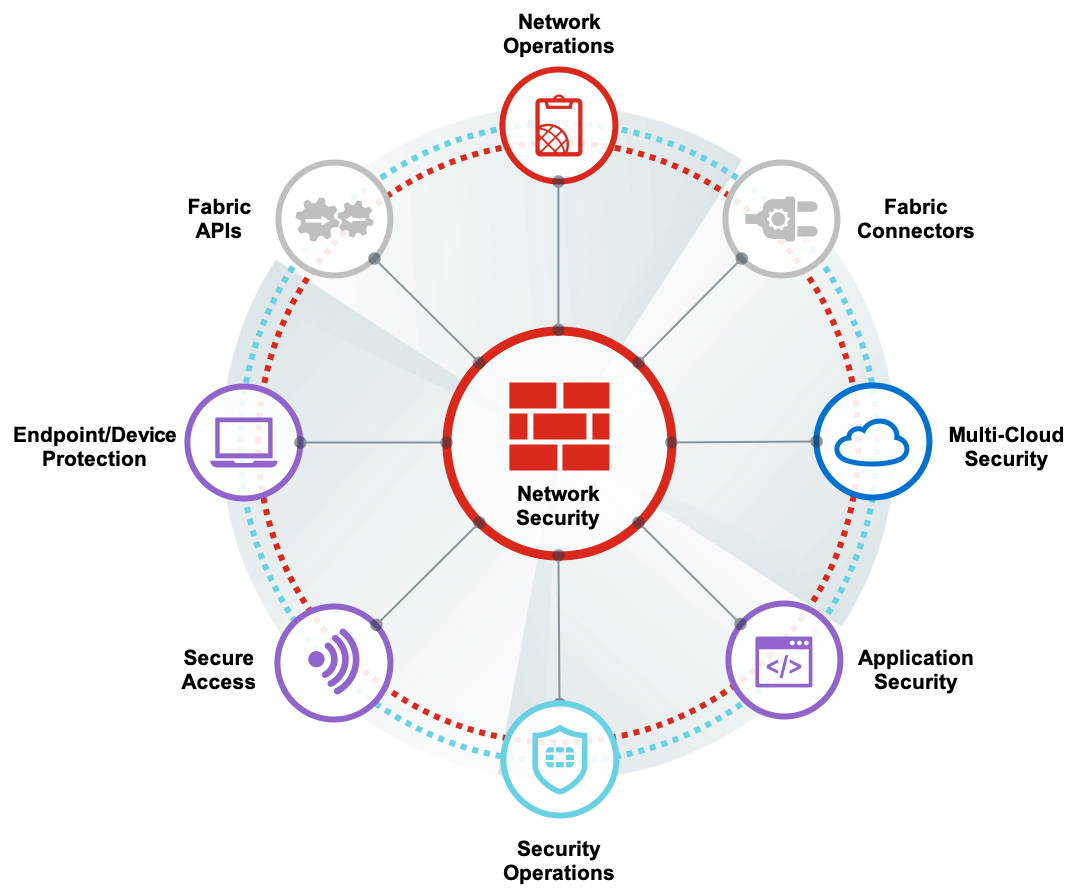 Network
Operations
Fabric
APIs
Fabric
Connectors
Endpoint/Device
Protection
Network
Security
Multi-Cloud
Security
Secure
Access
</>
Application
Security
Security
Operations